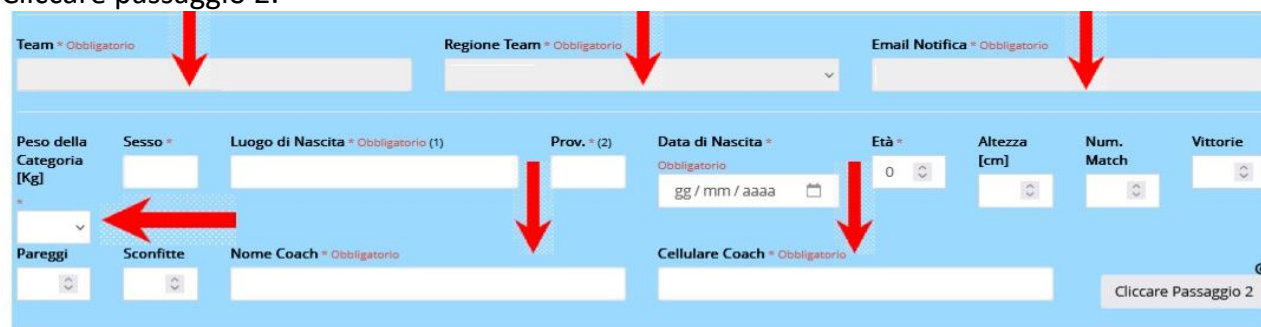 Cliccare passaggio 2.
Team * Obbligatorio Regione Team * Obbligatorio Email Notifica * Obbligatorio
Peso della Categoria [Kg] * Sesso * Luogo di Nascita * Obbligatorio (1) Prov. * (2) Data di Nascita * Obbligatorio Età * Altezza [cm] Num. Match Vittorie
0
gg / mm / aaaa
Pareggi Sconfitte Nome Coach * Obbligatorio Cellulare Coach * Obbligatorio
Cliccare Passaggio 2